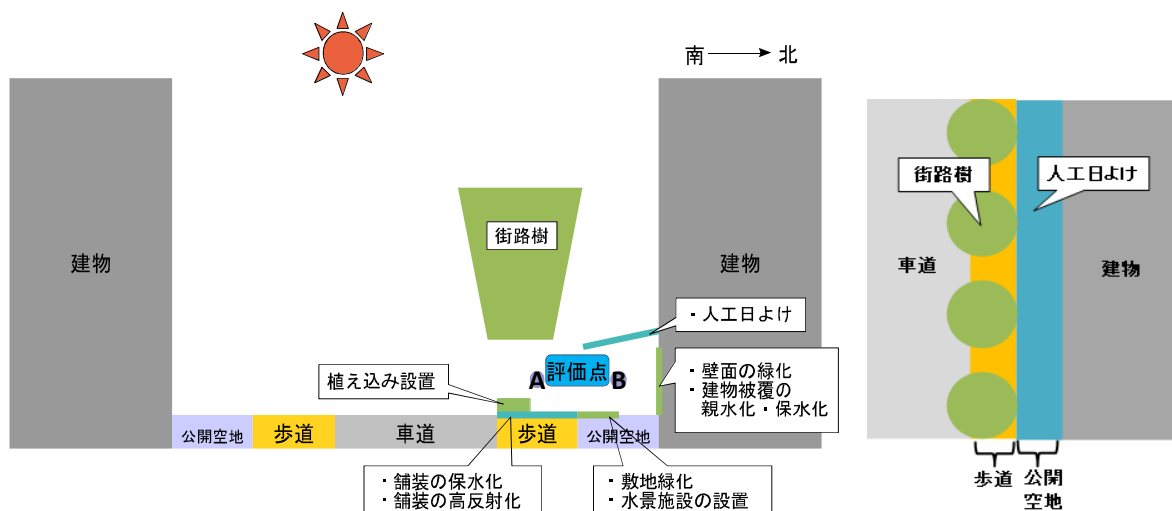 南 北
建物
街路樹
建物
・人工日よけ
A 評価点 B
植え込み設置
・壁面の緑化
・建物被覆の
親水化・保水化
公開空地 歩道 車道 歩道 公開空地
・舗装の保水化
・舗装の高反射化
・敷地緑化
・水景施設の設置
街路樹
人工日よけ
車道
建物
歩道
公開
空地